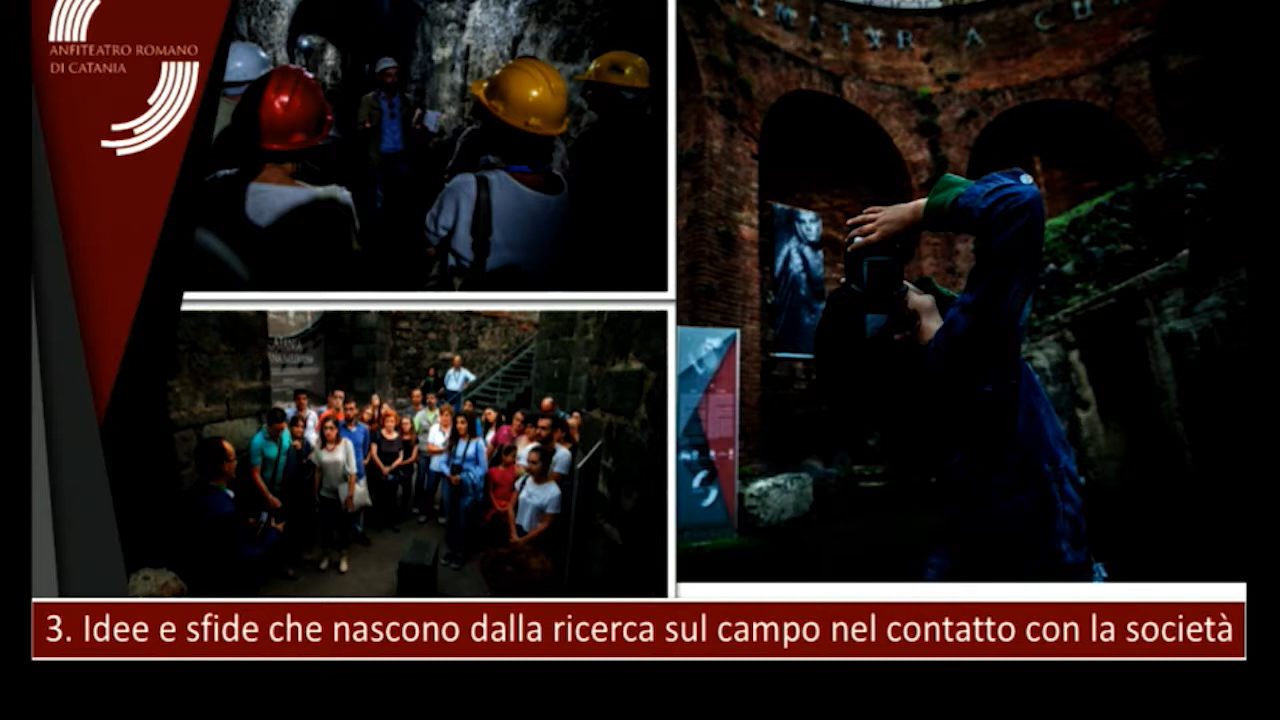 ANFITEATRO ROMANO
DI CATANIA
3. Idee e sfide che nascono dalla ricerca sul campo nel contatto con la società